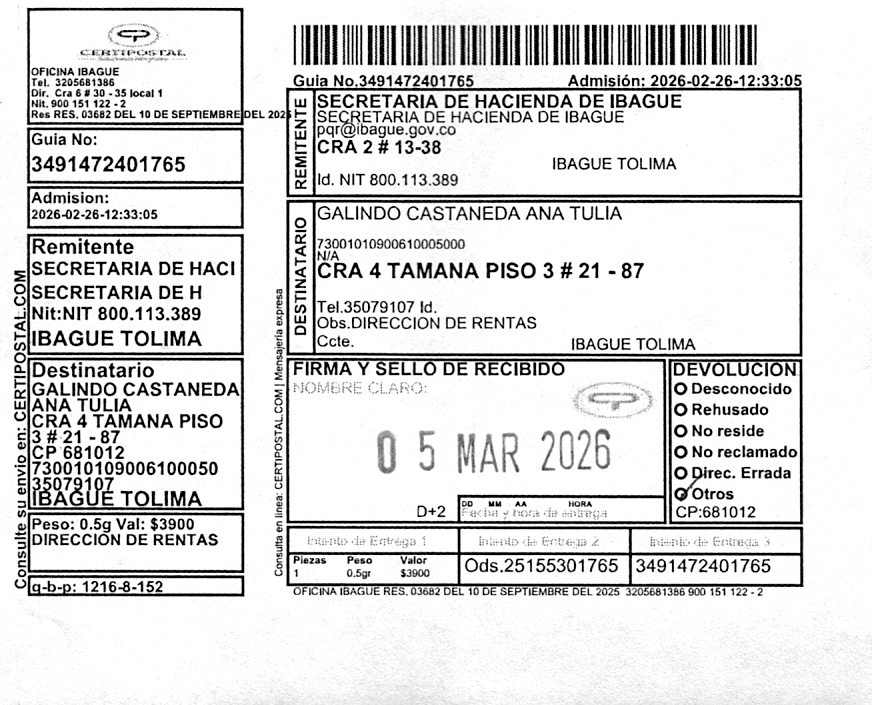 CERTIPOSTAL
OFICINA IBAGUE
Tel. 3205681386
Dir. Cra 6 # 30 - 35 local 1
Nit. 900 151 122 - 2
Res RES, 03682 DEL 10 DE SEPTIEMBRE DEL 2025
Guia No:
3491472401765
Admision:
2026-02-26-12:33:05
Remitente
SECRETARIA DE HACI
SECRETARIA DE H
Nit:NIT 800.113.389
IBAGUE TOLIMA
Destinatario
GALINDO CASTANEDA
ANA TULIA
CRA 4 TAMANA PISO
3 # 21 - 87
CP 681012
730010109006100050
35079107
IBAGUE TOLIMA
Peso: 0.5g Val: $3900
DIRECCION DE RENTAS
q-b-p: 1216-8-152
Consulte su envio en: CERTIPOSTAL.COM
Guia No.3491472401765 Admisión: 2026-02-26-12:33:05
REMITENTE
SECRETARIA DE HACIENDA DE IBAGUE
SECRETARIA DE HACIENDA DE IBAGUE
pqr@ibague.gov.co
CRA 2 # 13-38
IBAGUE TOLIMA
Id. NIT 800.113.389
DESTINATARIO
GALINDO CASTANEDA ANA TULIA
73001010900610005000
N/A
CRA 4 TAMANA PISO 3 # 21 - 87
Tel.35079107 Id.
Obs.DIRECCION DE RENTAS
Ccte. IBAGUE TOLIMA
Consulta en linea: CERTIPOSTAL.COM | Mensajería expresa
FIRMA Y SELLO DE RECIBIDO
NOMBRE CLARO:
05 MAR 2026
D+2
DD MM AA HORA
Fecha y hora de entrega
DEVOLUCION
Desconocido
Rehusado
No reside
No reclamado
Direc. Errada
Otros
CP:681012
Intento de Entrega 1 Intento de Entrega 2 Intento de Entrega 3
Piezas Peso Valor
1 0.5gr $3900
Ods.25155301765 3491472401765
OFICINA IBAGUE RES, 03682 DEL 10 DE SEPTIEMBRE DEL 2025 3205681386 900 151 122 - 2